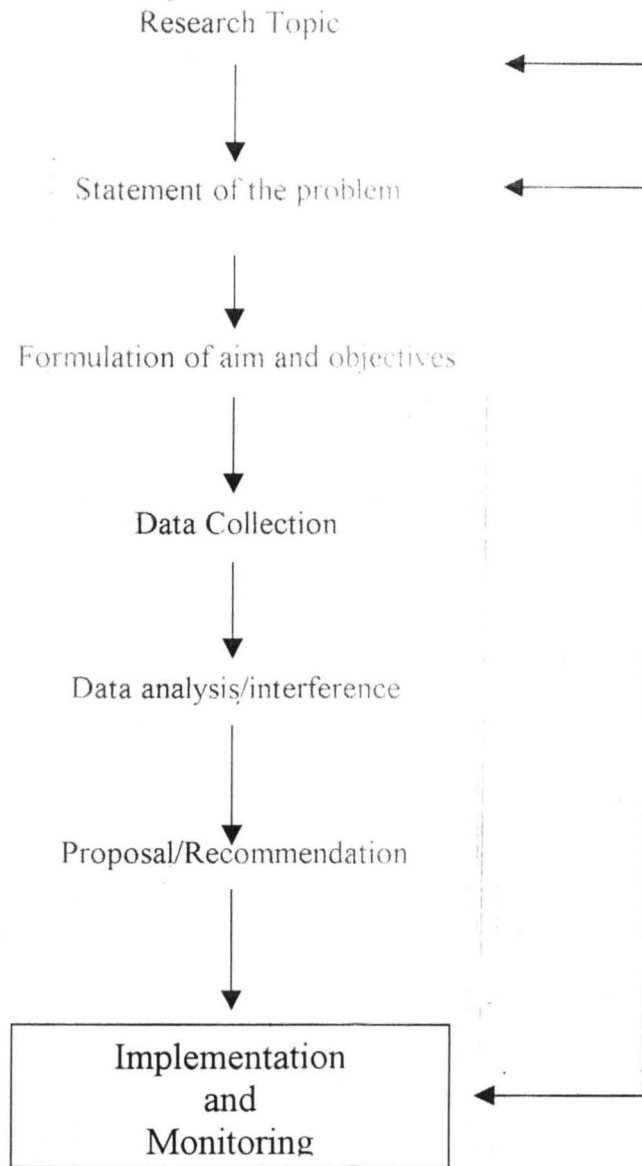 Research Topic
Statement of the problem
Formulation of aim and objectives
Data Collection
Data analysis/interference
Proposal/Recommendation
Implementation
and
Monitoring